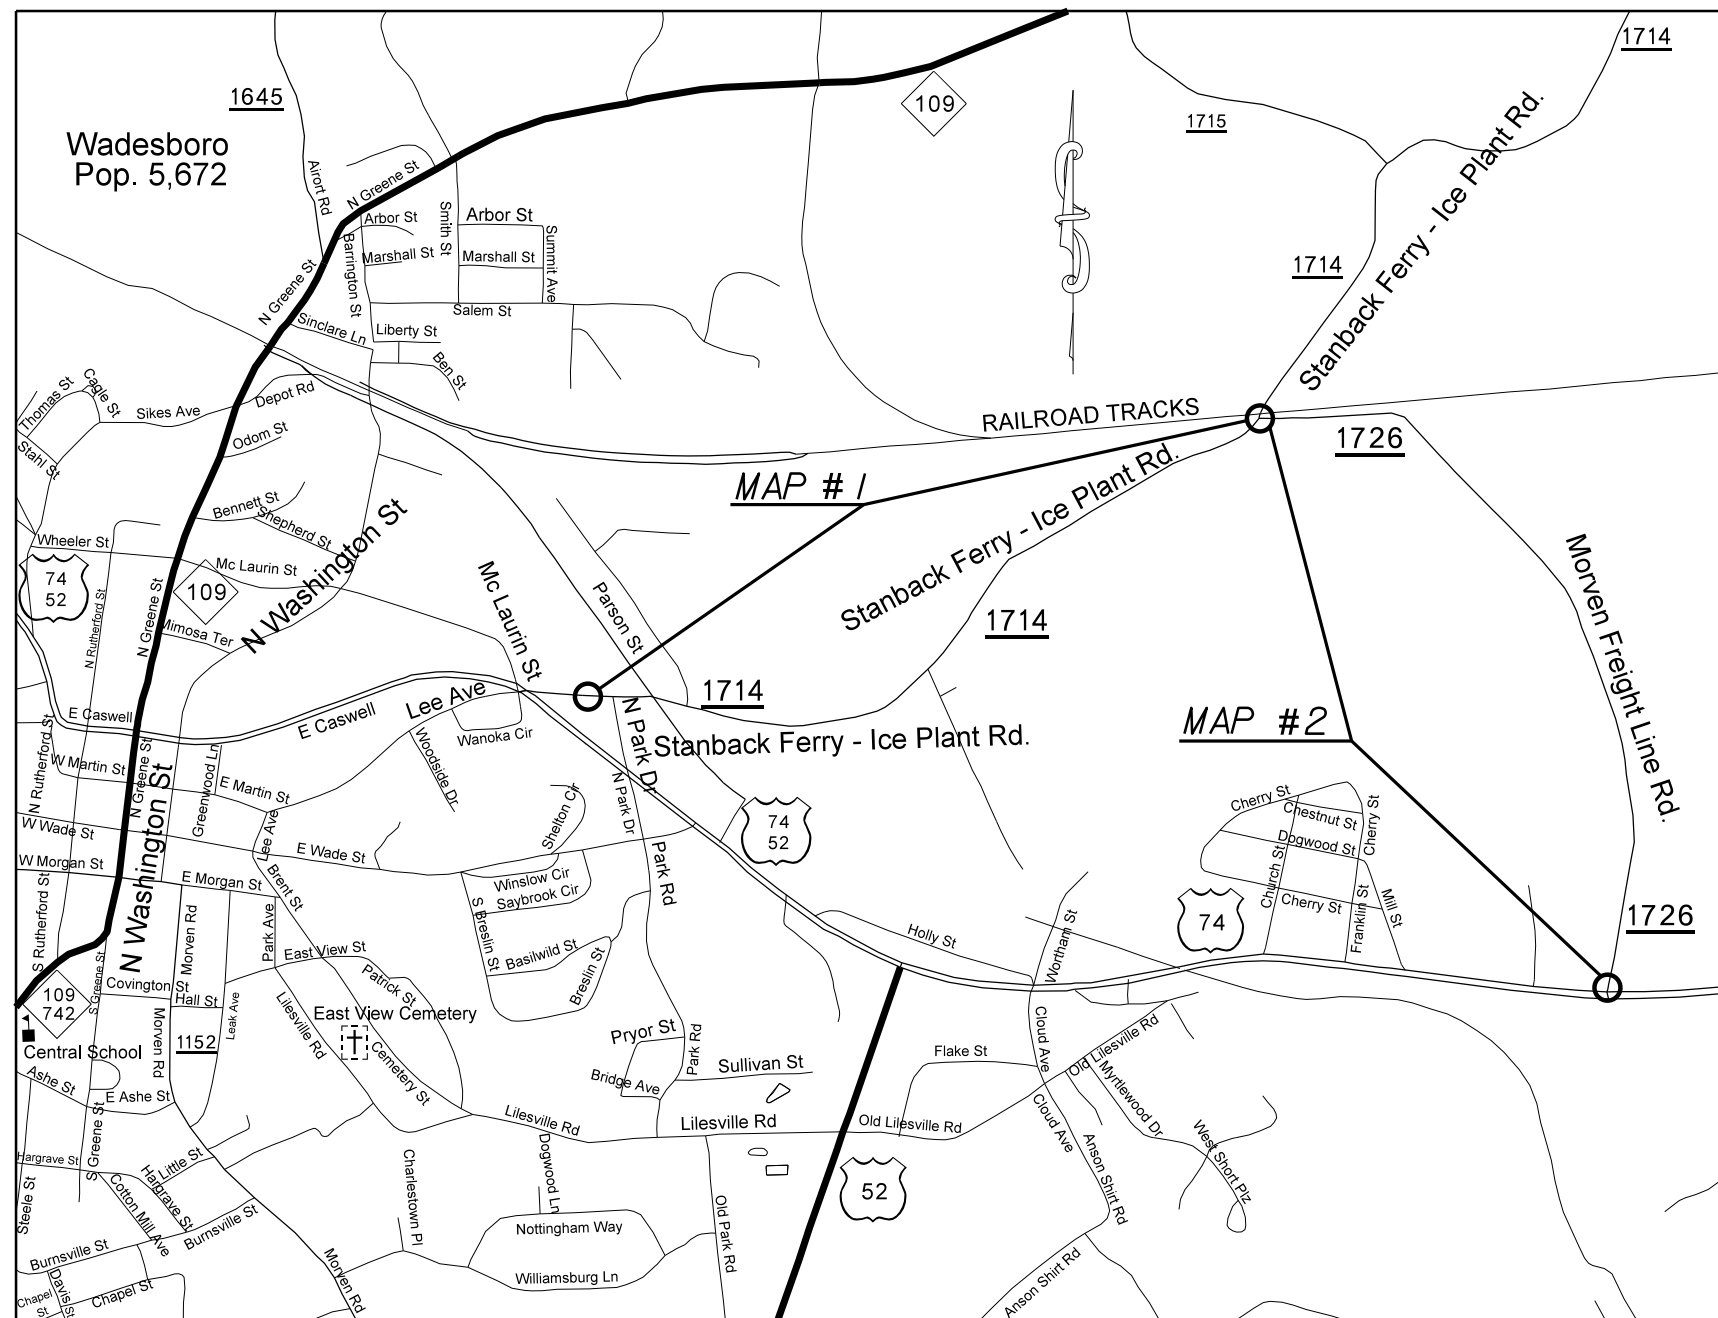 1714
1645
109
1715
Wadesboro
Pop. 5,672
Airort Rd
N Greene St
Stanback Ferry - Ice Plant Rd.
Arbor St
Smith St
Arbor St
Summit Ave
Barrington St
Marshall St
Marshall St
1714
N Greene St
Salem St
Sinclare Ln
Liberty St
Ben St
Thomas St
Cagle St
Sikes Ave
Depot Rd
RAILROAD TRACKS
Odom St
1726
Stahl St
MAP #1
Stanback Ferry - Ice Plant Rd.
Bennett St
Shepherd St
N Washington St
Wheeler St
Mc Laurin St
74
52
109
N Rutherford St
N Greene St
Mimosa Ter
Mc Laurin St
Parson St
1714
Morven Freight Line Rd.
1714
Lee Ave
E Caswell
E Caswell
N Park Dr
MAP #2
Wanoka Cir
Woodside Dr
Stanback Ferry - Ice Plant Rd.
N Rutherford St
W Martin St
N Greene St
N Washington St
Greenwood Ln
E Martin St
N Park Dr
Shelton Cir
74
52
Cherry St
Chestnut St
Cherry St
W Wade St
Lee Ave
E Wade St
Dogwood St
W Morgan St
E Morgan St
Brent St
Winslow Cir
Saybrook Cir
Park Rd
Church St
Cherry St
Franklin St
Mill St
74
1726
S Rutherford St
Morven Rd
Park Ave
East View St
S Breslin St
Basilwild St
Breslin St
Holly St
Wortham St
S Greene St
Covington St
Hall St
Leak Ave
Patrick St
109
742
Lilesville Rd
East View Cemetery
Central School
Morven Rd
1152
Cemetery St
Pryor St
Park Rd
Sullivan St
Flake St
Cloud Ave
Old Lilesville Rd
Ashe St
E Ashe St
Bridge Ave
Myrtlewood Dr
Lilesville Rd
Lilesville Rd
Old Lilesville Rd
Cloud Ave
S Greene St
Hargrave St
Little St
Hargrave St
Charlestown Pl
Dogwood Ln
52
Anson Shirt Rd
West Short Plz
Steele St
Cotton Mill Ave
Burnsville St
Nottingham Way
Old Park Rd
Burnsville St
Morven Rd
Williamsburg Ln
Anson Shirt Rd
Davis St
Chapel St
Chapel
St